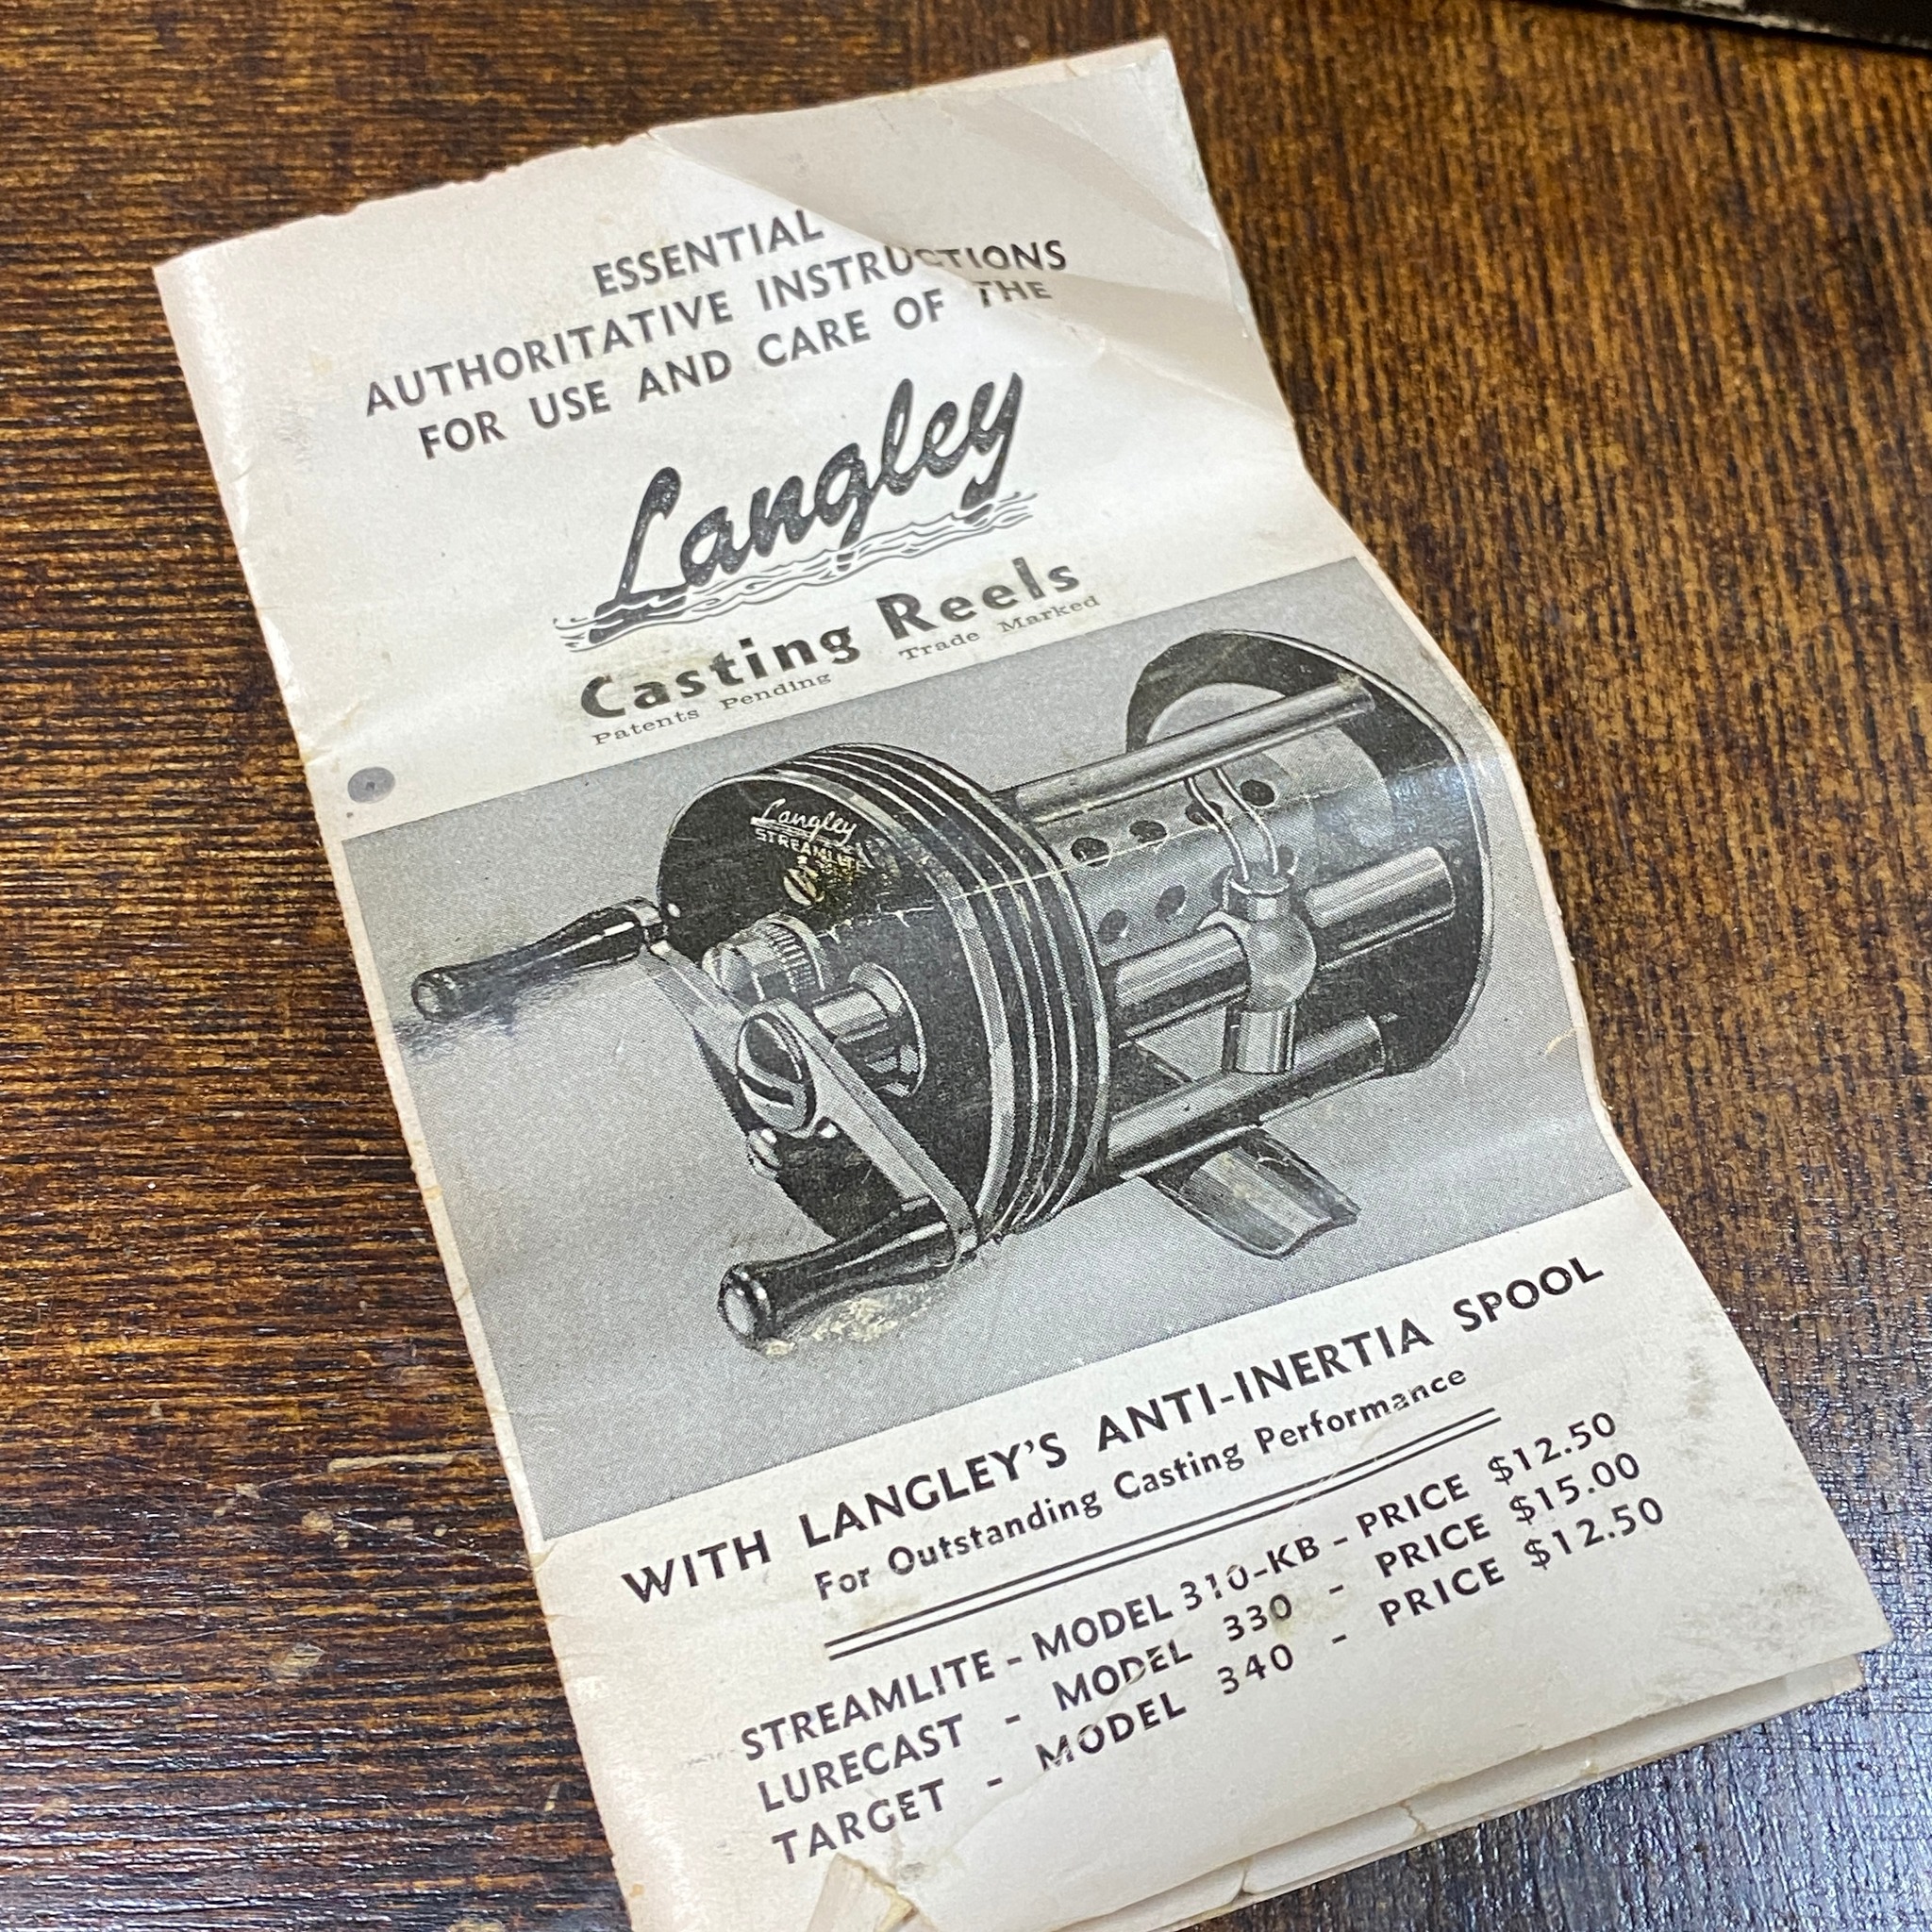 ESSENTIAL
AUTHORITATIVE INSTRUCTIONS
FOR USE AND CARE OF THE
Langley
Casting Reels
Patents Pending Trade Marked
Langley
STREAMLITE
WITH LANGLEY'S ANTI-INERTIA SPOOL
For Outstanding Casting Performance
STREAMLITE - MODEL 310-KB - PRICE $12.50
LURECAST - MODEL 330 - PRICE $15.00
TARGET - MODEL 340 - PRICE $12.50